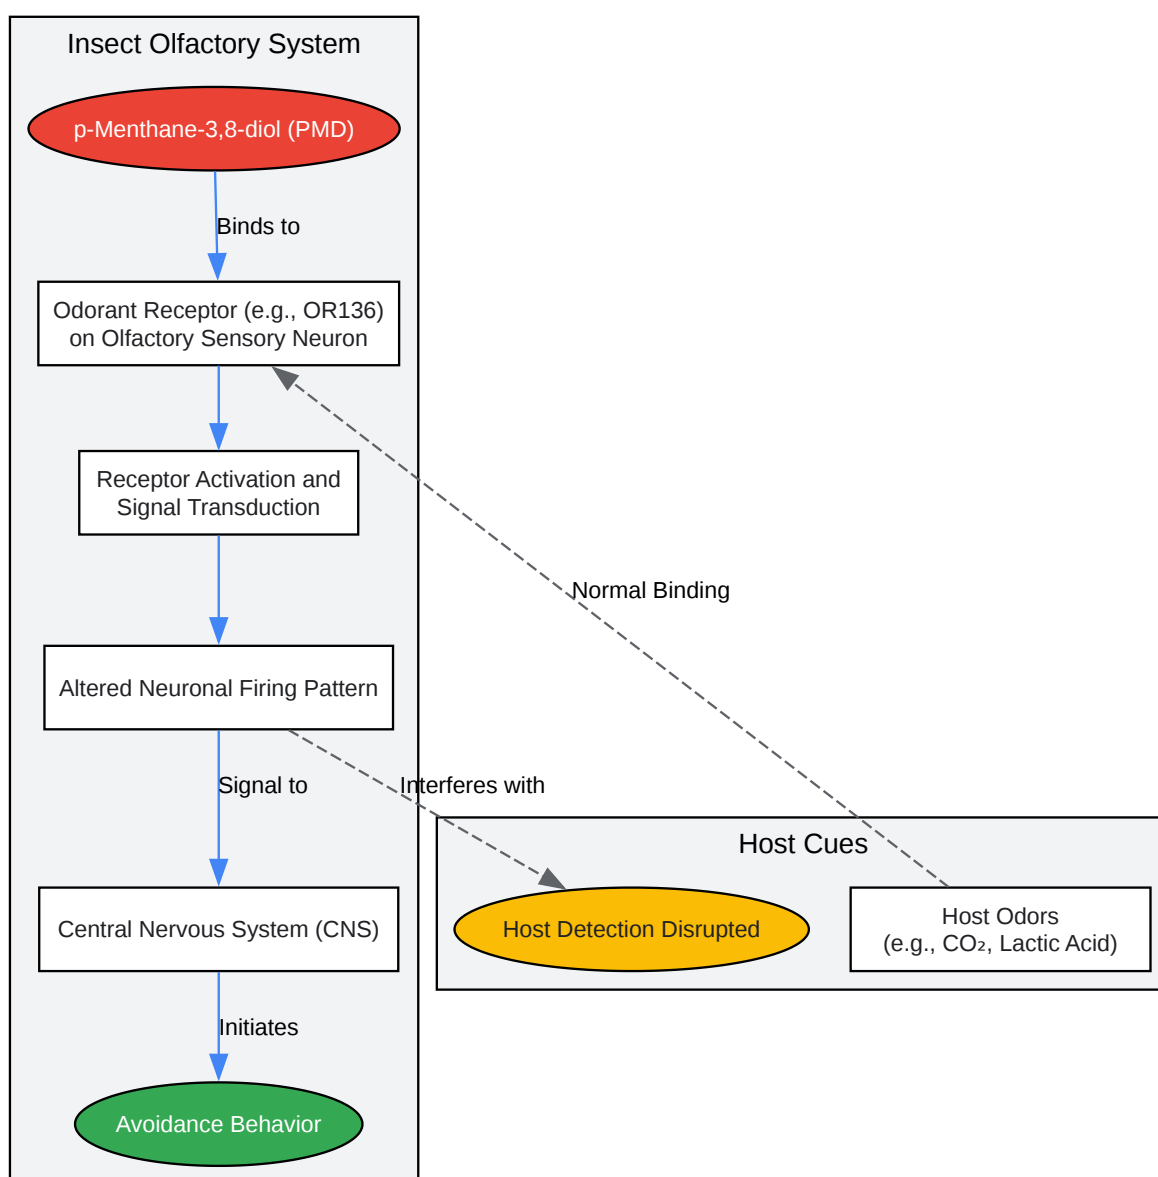 Insect Olfactory System
p-Menthane-3,8-diol (PMD)
Binds to
Odorant Receptor (e.g., OR136)
on Olfactory Sensory Neuron
Receptor Activation and
Signal Transduction
Normal Binding
Altered Neuronal Firing Pattern
Signal to
Interferes with
Host Cues
Central Nervous System (CNS)
Host Detection Disrupted
Host Odors
(e.g., CO₂, Lactic Acid)
Initiates
Avoidance Behavior